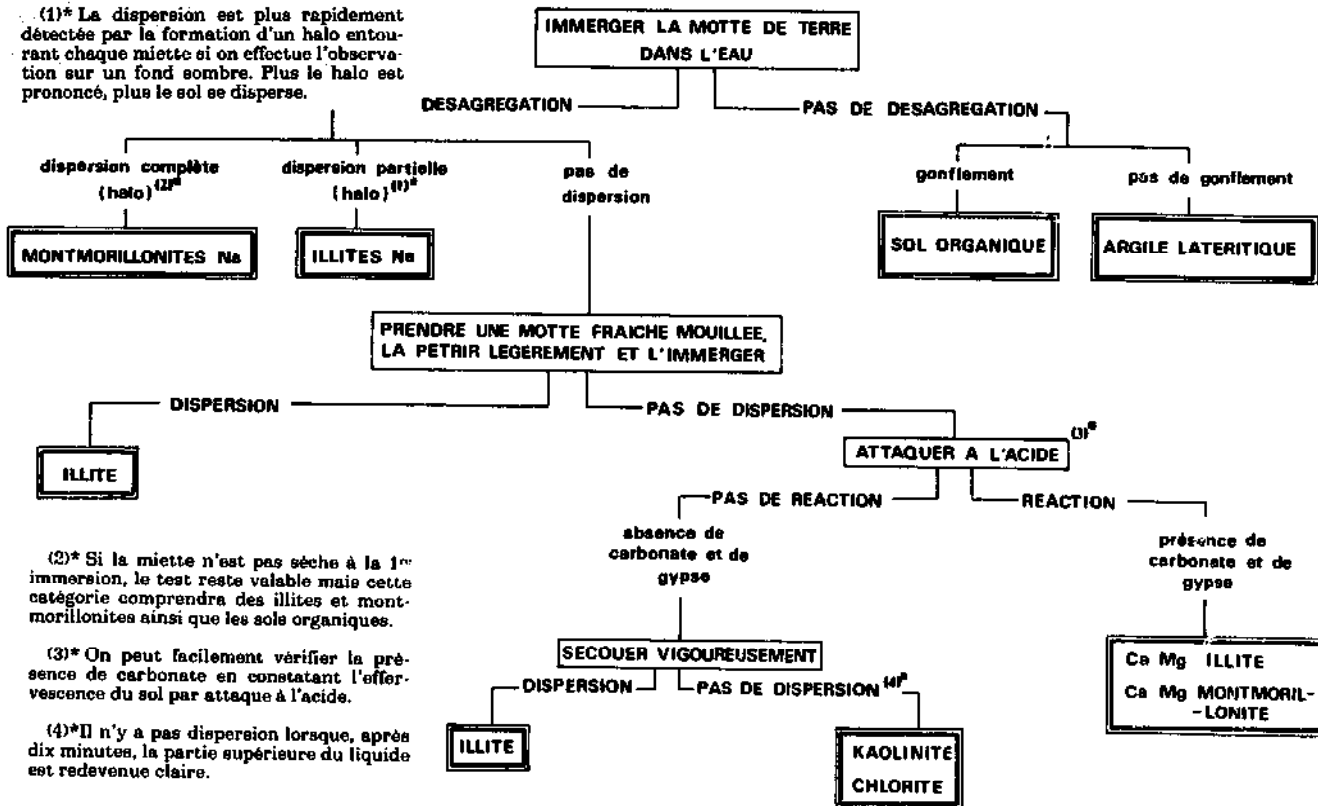 (1)* La dispersion est plus rapidement
détectée par la formation d'un halo entou-
rant chaque miette si on effectue l'observa-
tion sur un fond sombre. Plus le halo est
prononcé, plus le sol se disperse.
IMMERGER LA MOTTE DE TERRE
DANS L'EAU
DESAGREGATION
PAS DE DESAGREGATION
dispersion complète
(halo)(2)*
dispersion partielle
(halo)(1)*
pas de
dispersion
gonflement
pas de gonflement
MONTMORILLONITES Na
ILLITES Na
SOL ORGANIQUE
ARGILE LATERITIQUE
PRENDRE UNE MOTTE FRAICHE MOUILLEE,
LA PETRIR LEGEREMENT ET L'IMMERGER
DISPERSION
PAS DE DISPERSION
ILLITE
ATTAQUER A L'ACIDE (3)*
PAS DE REACTION
REACTION
absence de
carbonate et de
gypse
présence de
carbonate et de
gypse
(2)* Si la miette n'est pas sèche à la 1re
immersion, le test reste valable mais cette
catégorie comprendra des illites et mont-
morillonites ainsi que les sols organiques.
(3)* On peut facilement vérifier la pré-
sence de carbonate en constatant l'effer-
vescence du sol par attaque à l'acide.
(4)*Il n'y a pas dispersion lorsque, après
dix minutes, la partie supérieure du liquide
est redevenue claire.
SECOUER VIGOUREUSEMENT
DISPERSION
PAS DE DISPERSION(4)*
ILLITE
KAOLINITE
CHLORITE
Ca Mg ILLITE
Ca Mg MONTMORIL-
-LONITE